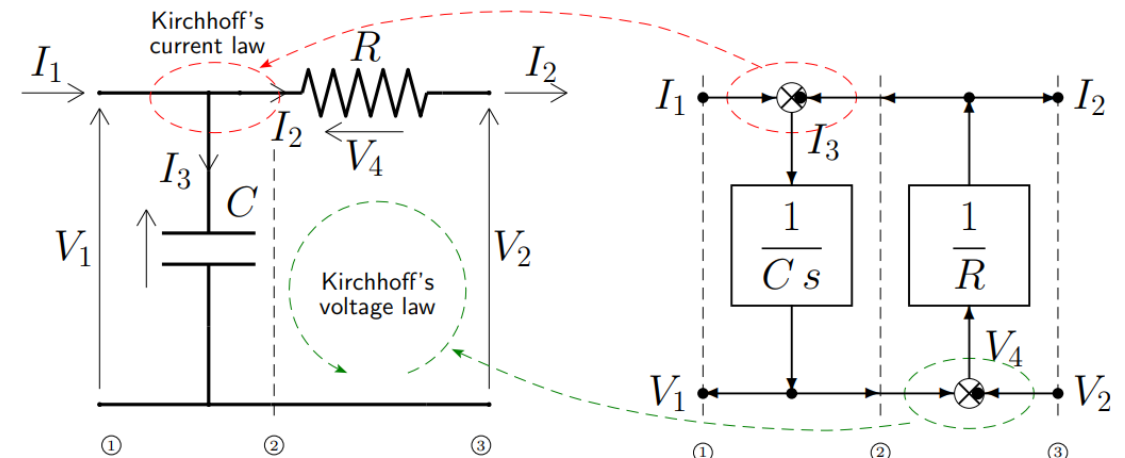 Kirchhoff's
current law
I₁
R
I₂
I₂
V₄
I₃
C
V₁
Kirchhoff's
voltage law
V₂
① ② ③
I₁
I₂
I₃
1
C s
1
R
V₄
V₁
V₂
① ② ③